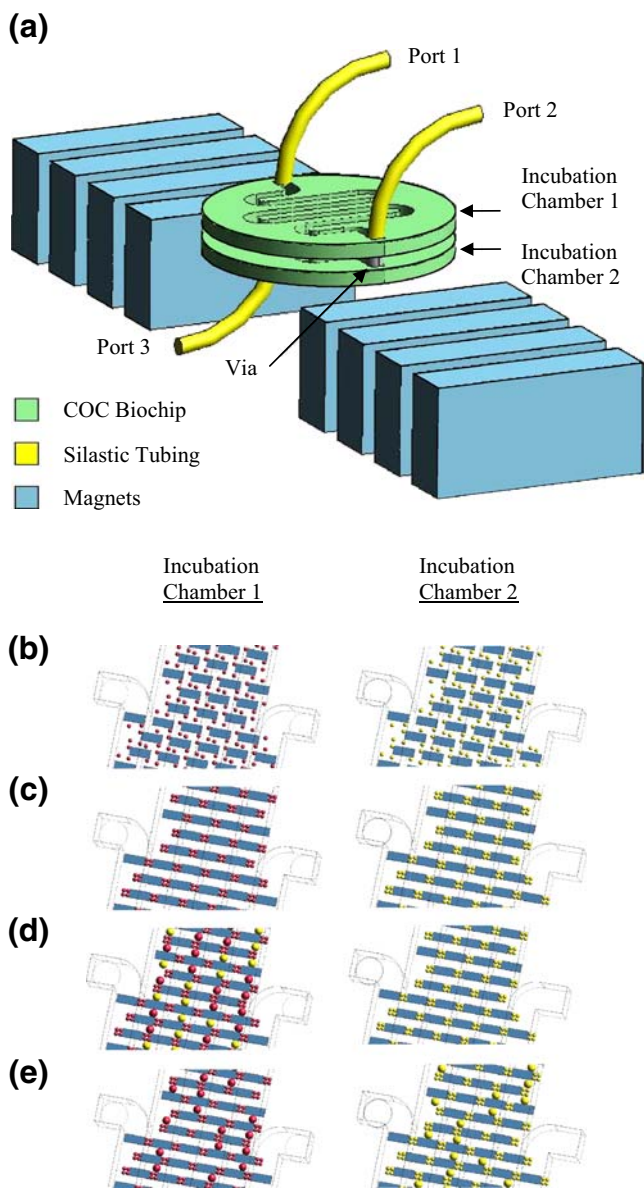 (a)
Port 1
Port 2
Incubation
Chamber 1
Incubation
Chamber 2
Port 3
Via
COC Biochip
Silastic Tubing
Magnets
Incubation
Chamber 1
Incubation
Chamber 2
(b)
(c)
(d)
(e)